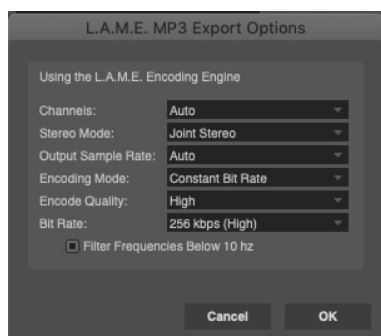 L.A.M.E. MP3 Export Options
Using the L.A.M.E. Encoding Engine
Channels: Auto
Stereo Mode: Joint Stereo
Output Sample Rate: Auto
Encoding Mode: Constant Bit Rate
Encode Quality: High
Bit Rate: 256 kbps (High)
Filter Frequencies Below 10 hz
Cancel OK